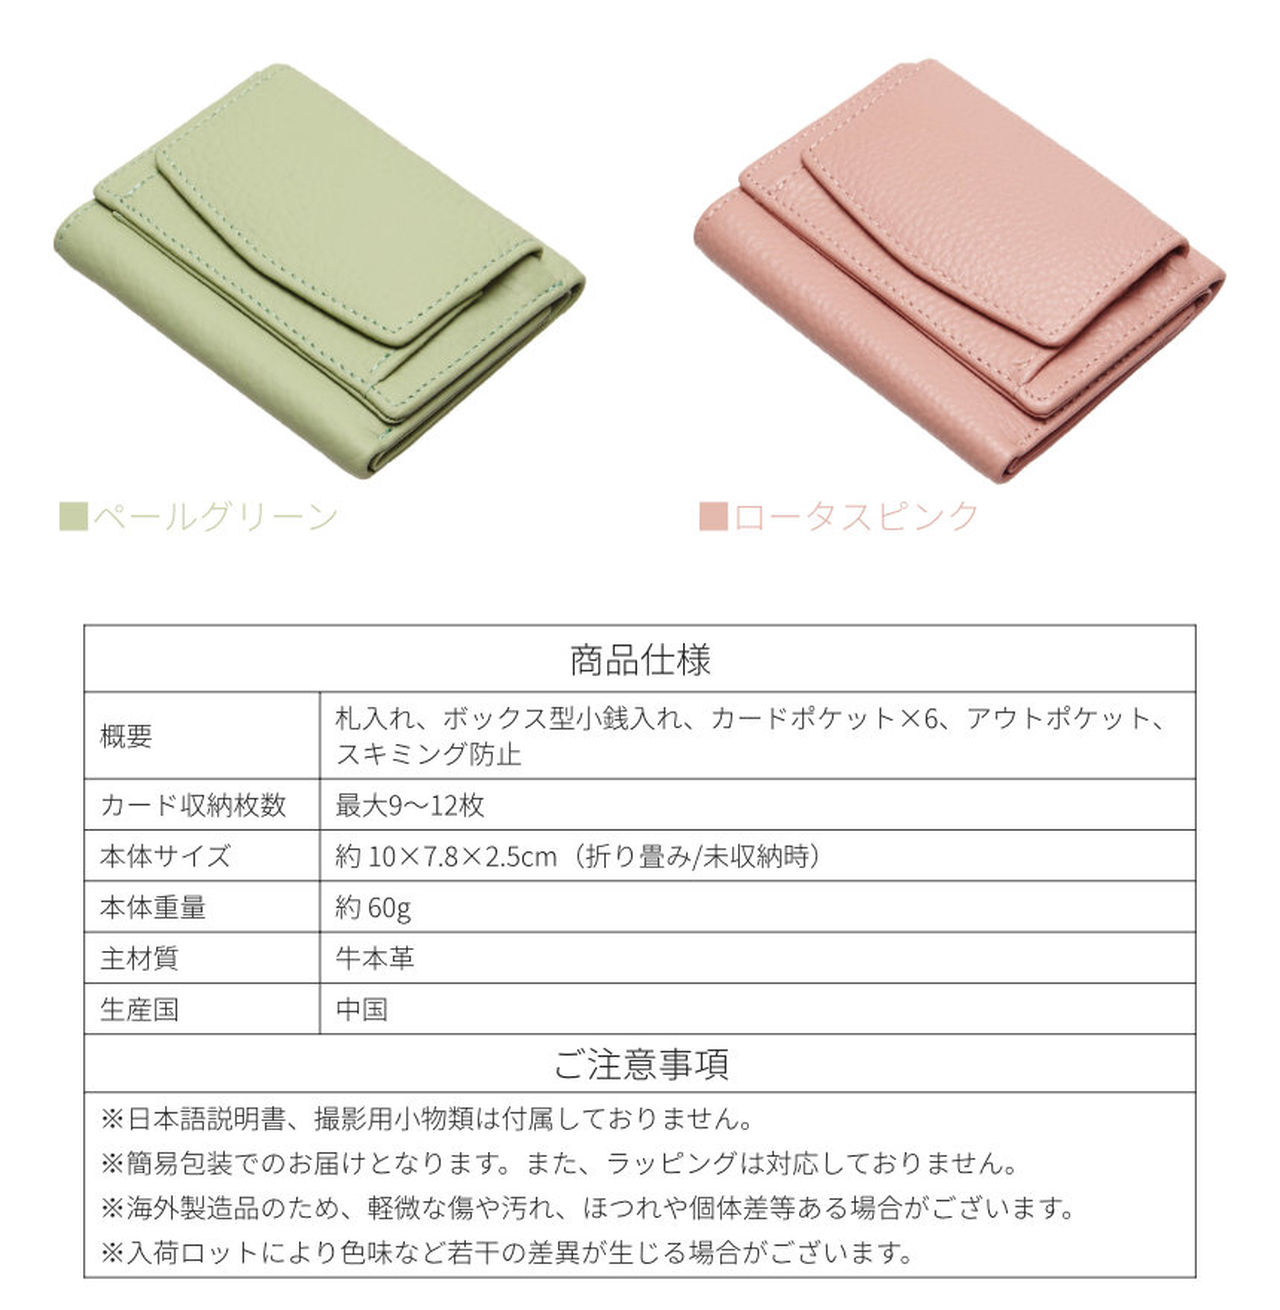 ■ペールグリーン
■ロータスピンク
商品仕様
概要
札入れ、ボックス型小銭入れ、カードポケット×6、アウトポケット、
スキミング防止
カード収納枚数
最大9～12枚
本体サイズ
約 10×7.8×2.5cm（折り畳み/未収納時）
本体重量
約 60g
主材質
牛本革
生産国
中国
ご注意事項
※日本語説明書、撮影用小物類は付属しておりません。
※簡易包装でのお届けとなります。また、ラッピングは対応しておりません。
※海外製造品のため、軽微な傷や汚れ、ほつれや個体差等ある場合がございます。
※入荷ロットにより色味など若干の差異が生じる場合がございます。